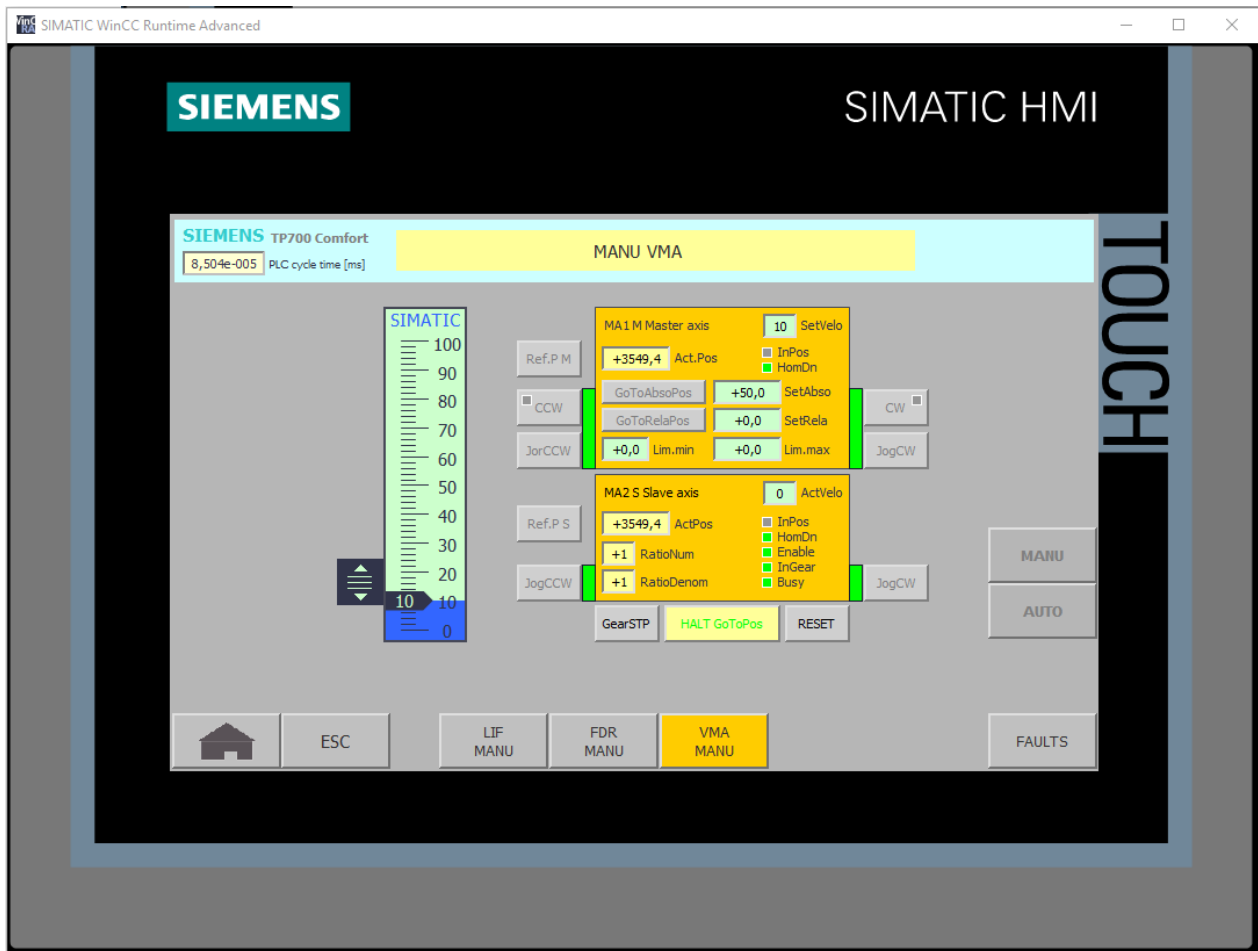 SIMATIC WinCC Runtime Advanced
SIEMENS
SIMATIC HMI
TOUCH
SIEMENS TP700 Comfort
8,504e-005 PLC cycle time [ms]
MANU VMA
SIMATIC
100
90
80
70
60
50
40
30
20
10
10
0
MA1 M Master axis
10 SetVelo
Ref.P M
+3549,4 Act.Pos
InPos
HomDn
CCW
GoToAbsoPos
+50,0 SetAbso
CW
GoToRelaPos
+0,0 SetRela
JorCCW
+0,0 Lim.min
+0,0 Lim.max
JogCW
MA2 S Slave axis
0 ActVelo
Ref.P S
+3549,4 ActPos
InPos
HomDn
+1 RatioNum
Enable
InGear
JogCCW
+1 RatioDenom
Busy
JogCW
GearSTP
HALT GoToPos
RESET
MANU
AUTO
ESC
LIF
MANU
FDR
MANU
VMA
MANU
FAULTS